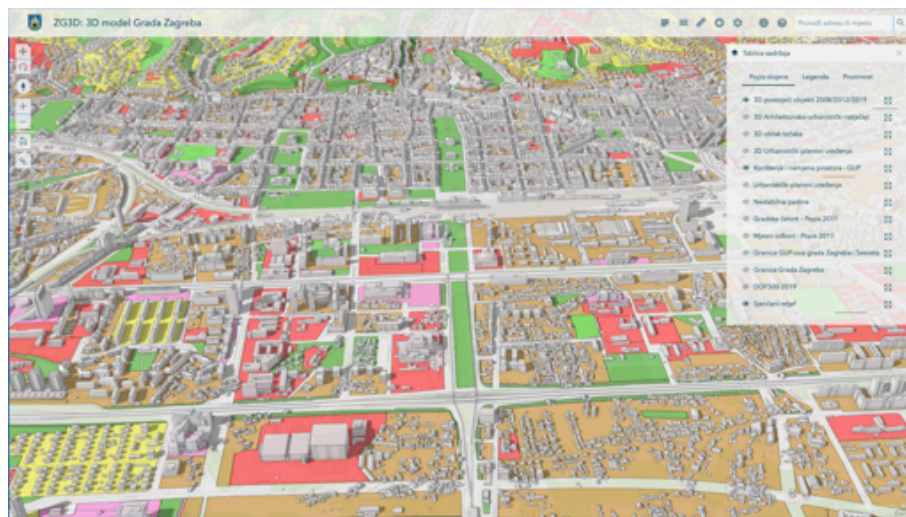 ZG3D: 3D model Grada Zagreba
Pronađi adresu ili mjesto
Tablica sadržaja
Popis slojeva Legenda Prozirnost
3D postojeći objekti 2008/2013/2019
3D Arhitektonsko-urbanistički natječaji
3D oblak točaka
3D Urbanistički planovi uređenja
Korištenje i namjena prostora - GUP
Urbanistički planovi uređenja
Nestabilne padine
Gradske četvrti - Popis 2011
Mjesni odbori - Popis 2011
Granica GUP-ova grada Zagreba i Sesveta
Granica Grada Zagreba
DOF500 2019
Sjenčani reljef